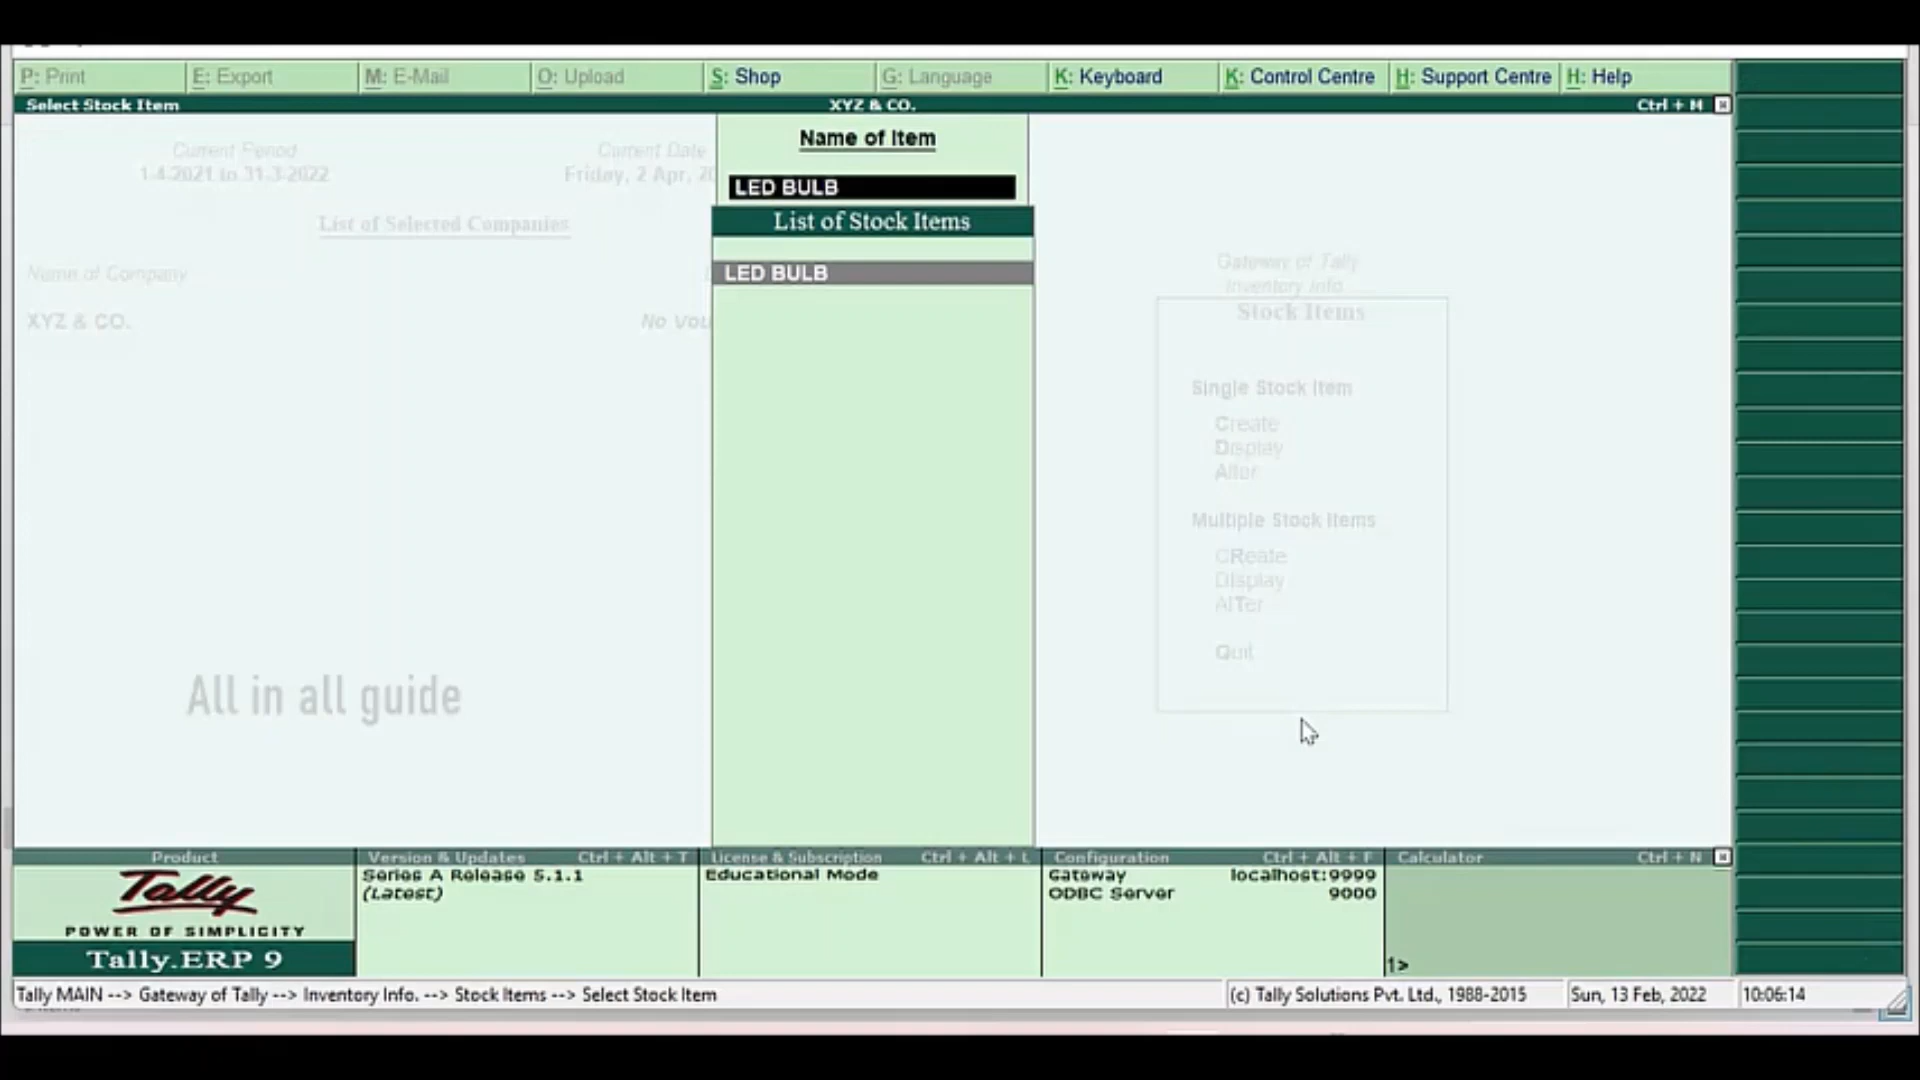 P: Print E: Export M: E-Mail O: Upload S: Shop G: Language K: Keyboard K: Control Centre H: Support Centre H: Help
Select Stock Item XYZ & CO. Ctrl + M
Current Period
1-4-2021 to 31-3-2022
Current Date
Friday, 2 Apr,
List of Selected Companies
Name of Company
XYZ & CO.
No
Name of Item
LED BULB
List of Stock Items
LED BULB
Gateway of Tally
Inventory Info.
Stock Items
Single Stock Item
Create
Display
Alter
Multiple Stock Items
CReate
DIsplay
AlTer
Quit
All in all guide
Product
Tally
POWER OF SIMPLICITY
Tally.ERP 9
Version & Updates Ctrl + Alt + T
Series A Release 5.1.1
(Latest)
License & Subscription Ctrl + Alt + L
Educational Mode
Configuration Ctrl + Alt + F
Gateway localhost:9999
ODBC Server 9000
Calculator Ctrl + N
1>
Tally MAIN --> Gateway of Tally --> Inventory Info. --> Stock Items --> Select Stock Item (c) Tally Solutions Pvt. Ltd., 1988-2015 Sun, 13 Feb, 2022 10:06:14